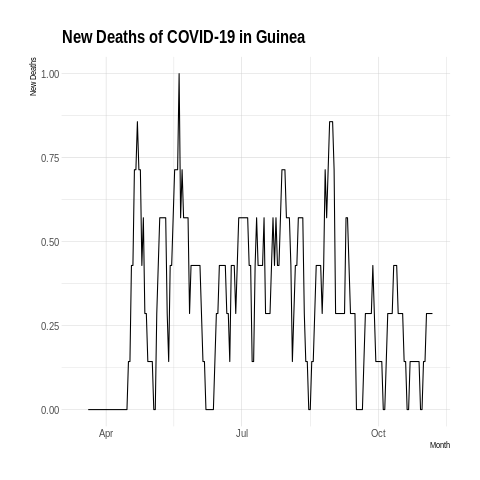 New Deaths of COVID-19 in Guinea
New Deaths
1.00
0.75
0.50
0.25
0.00
Apr
Jul
Oct
Month